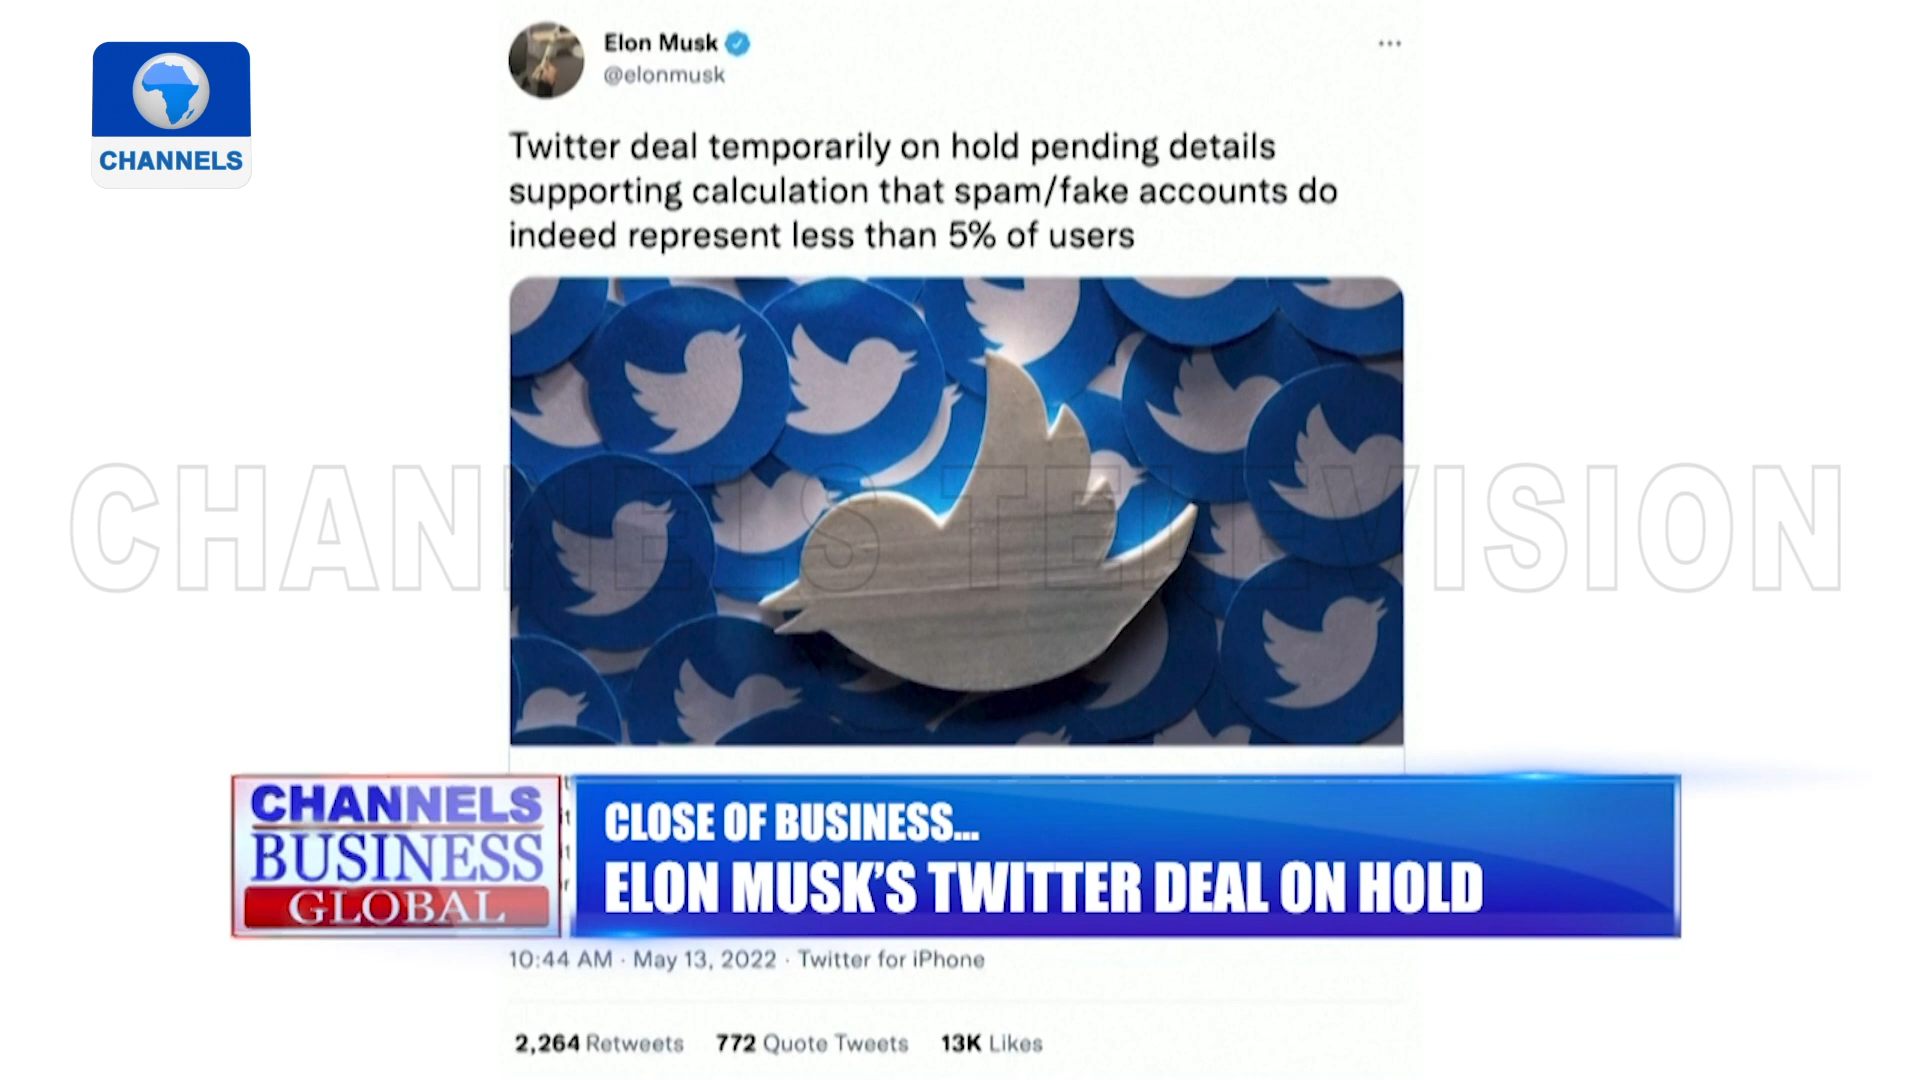 Elon Musk
@elonmusk
CHANNELS
Twitter deal temporarily on hold pending details
supporting calculation that spam/fake accounts do
indeed represent less than 5% of users
CHANNELS TELEVISION
CHANNELS
BUSINESS
GLOBAL
CLOSE OF BUSINESS...
ELON MUSK'S TWITTER DEAL ON HOLD
10:44 AM · May 13, 2022 · Twitter for iPhone
2,264 Retweets 772 Quote Tweets 13K Likes